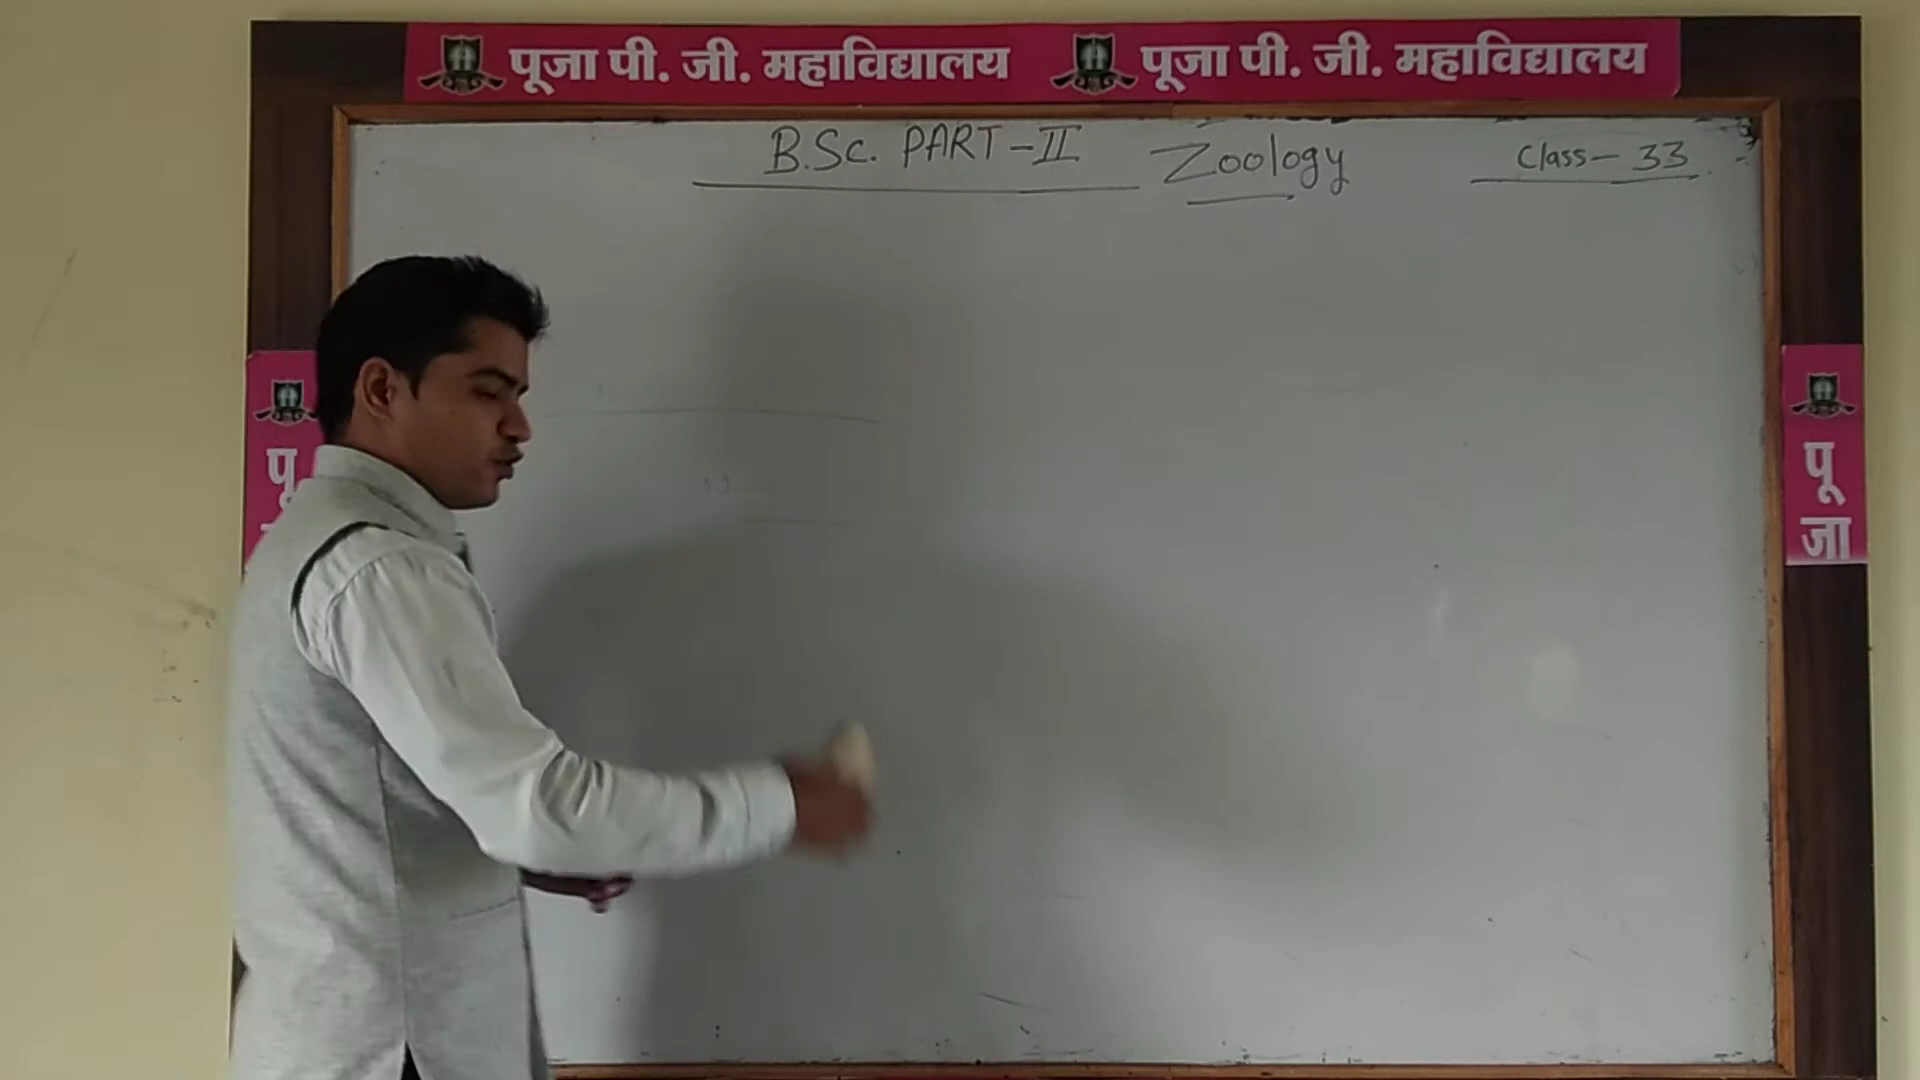 पूजा पी. जी. महाविद्यालय पूजा पी. जी. महाविद्यालय
B.Sc. PART-II Zoology Class-33
पू
पू
जा